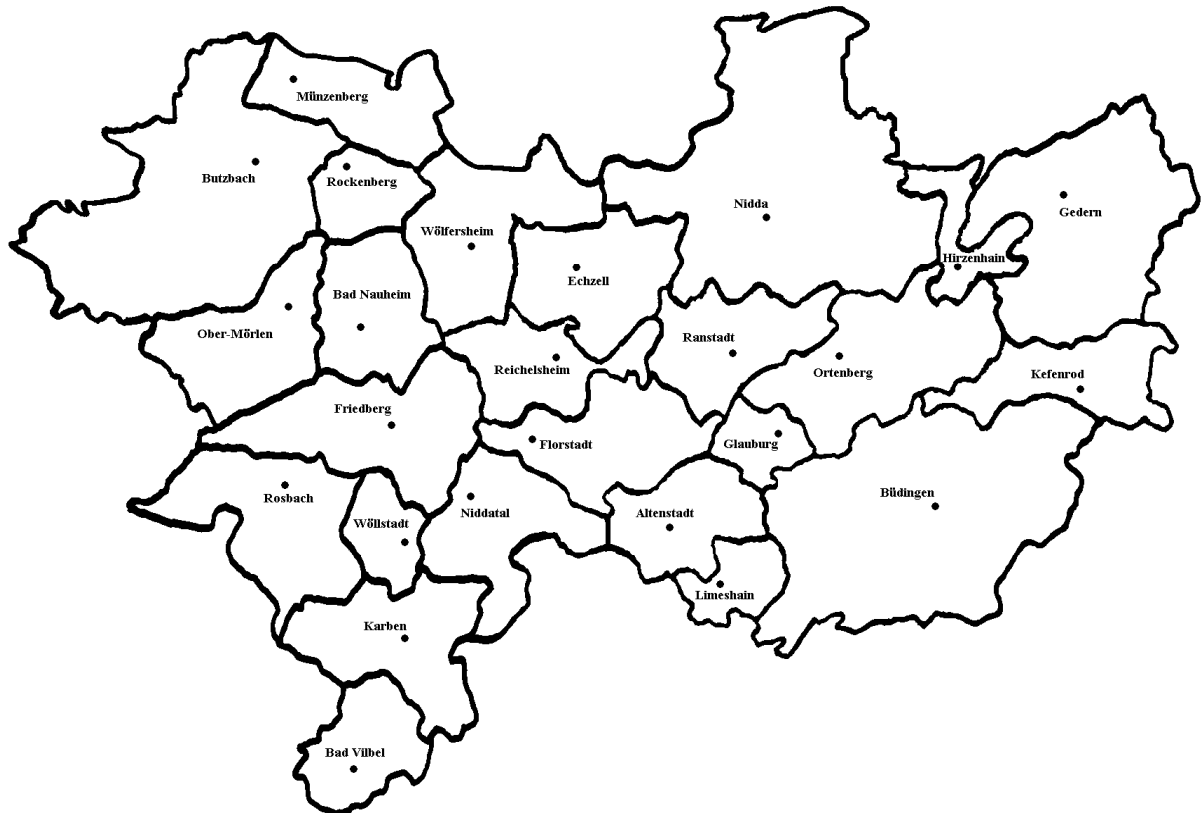 Münzenberg
Butzbach
Rockenberg
Nidda
Gedern
Wölfersheim
Hirzenhain
Echzell
Bad Nauheim
Ober-Mörlen
Ranstadt
Reichelsheim
Ortenberg
Kefenrod
Friedberg
Florstadt
Glauburg
Büdingen
Rosbach
Niddatal
Altenstadt
Wöllstadt
Limeshain
Karben
Bad Vilbel